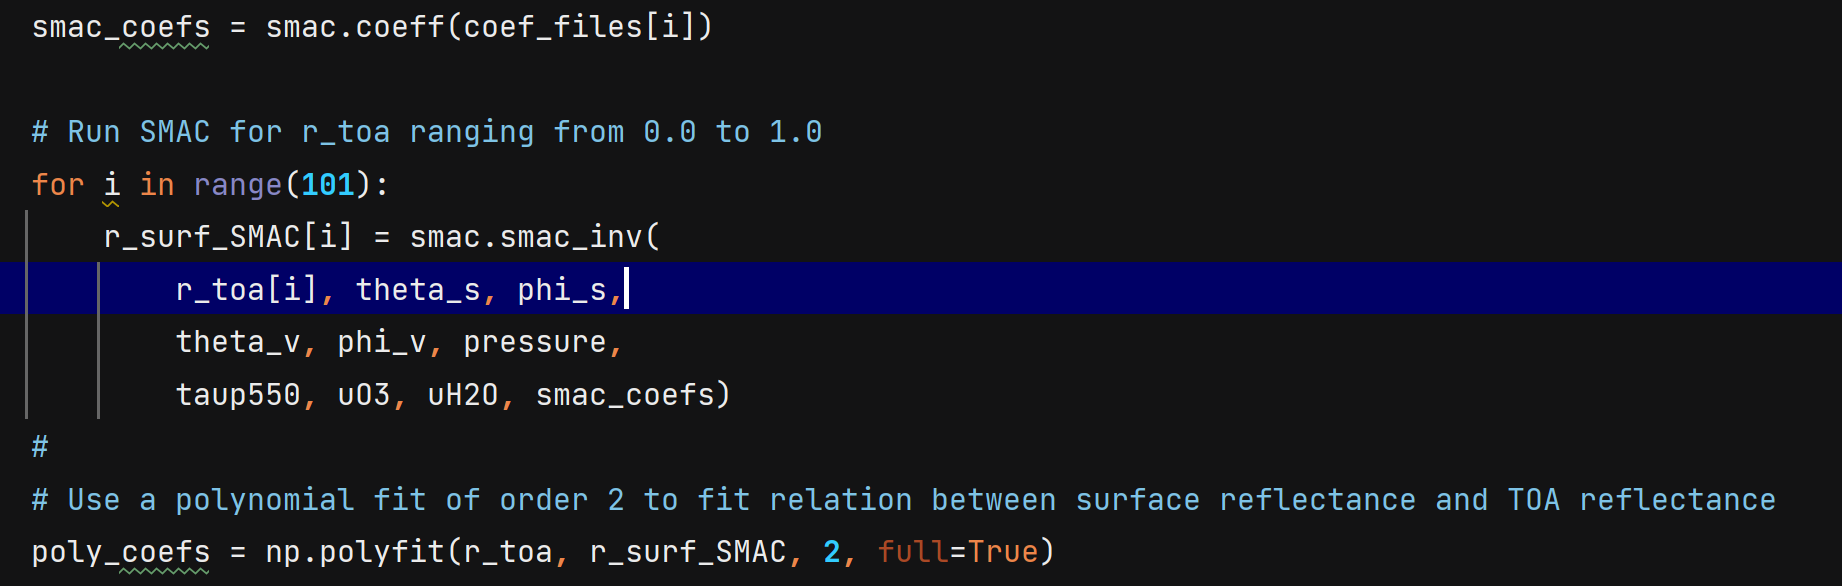 smac_coefs = smac.coeff(coef_files[i])
# Run SMAC for r_toa ranging from 0.0 to 1.0
for i in range(101):
    r_surf_SMAC[i] = smac.smac_inv(
        r_toa[i], theta_s, phi_s,
        theta_v, phi_v, pressure,
        taup550, uO3, uH2O, smac_coefs)
#
# Use a polynomial fit of order 2 to fit relation between surface reflectance and TOA reflectance
poly_coefs = np.polyfit(r_toa, r_surf_SMAC, 2, full=True)